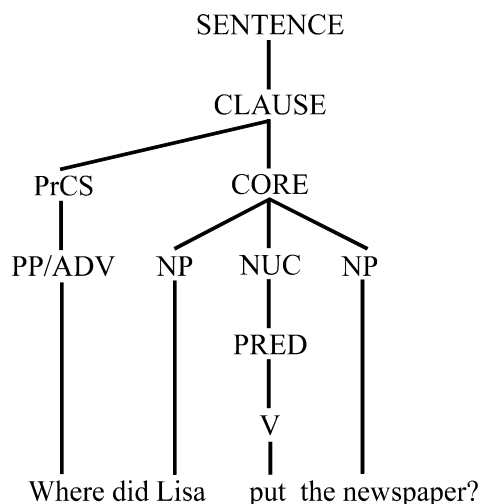 SENTENCE
CLAUSE
PrCS CORE
PP/ADV NP NUC NP
PRED
V
Where did Lisa put the newspaper?